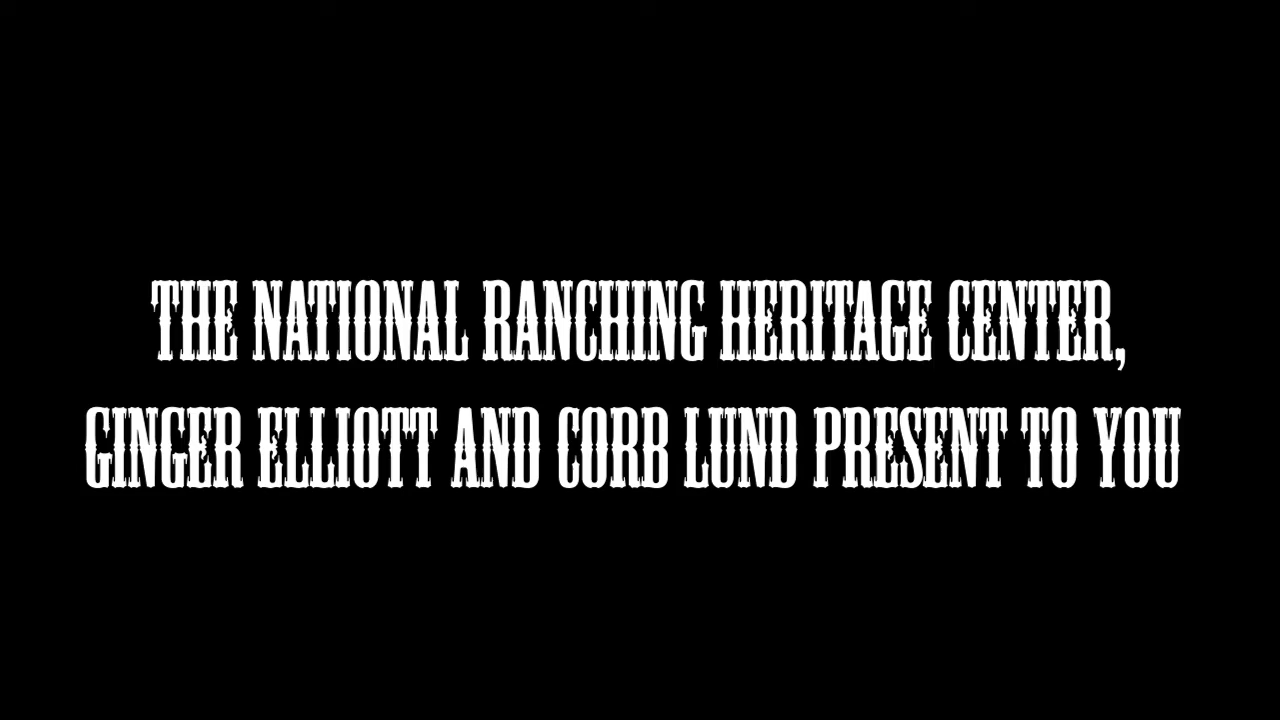 THE NATIONAL RANCHING HERITAGE CENTER,
GINGER ELLIOTT AND CORB LUND PRESENT TO YOU